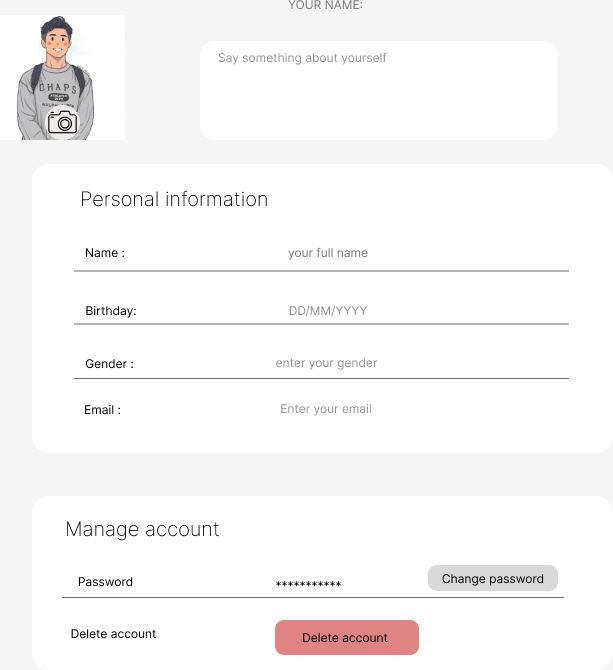 YOUR NAME:
CHAPS
Say something about yourself
Personal information
Name : your full name
Birthday: DD/MM/YYYY
Gender : enter your gender
Email : Enter your email
Manage account
Password *********** Change password
Delete account Delete account